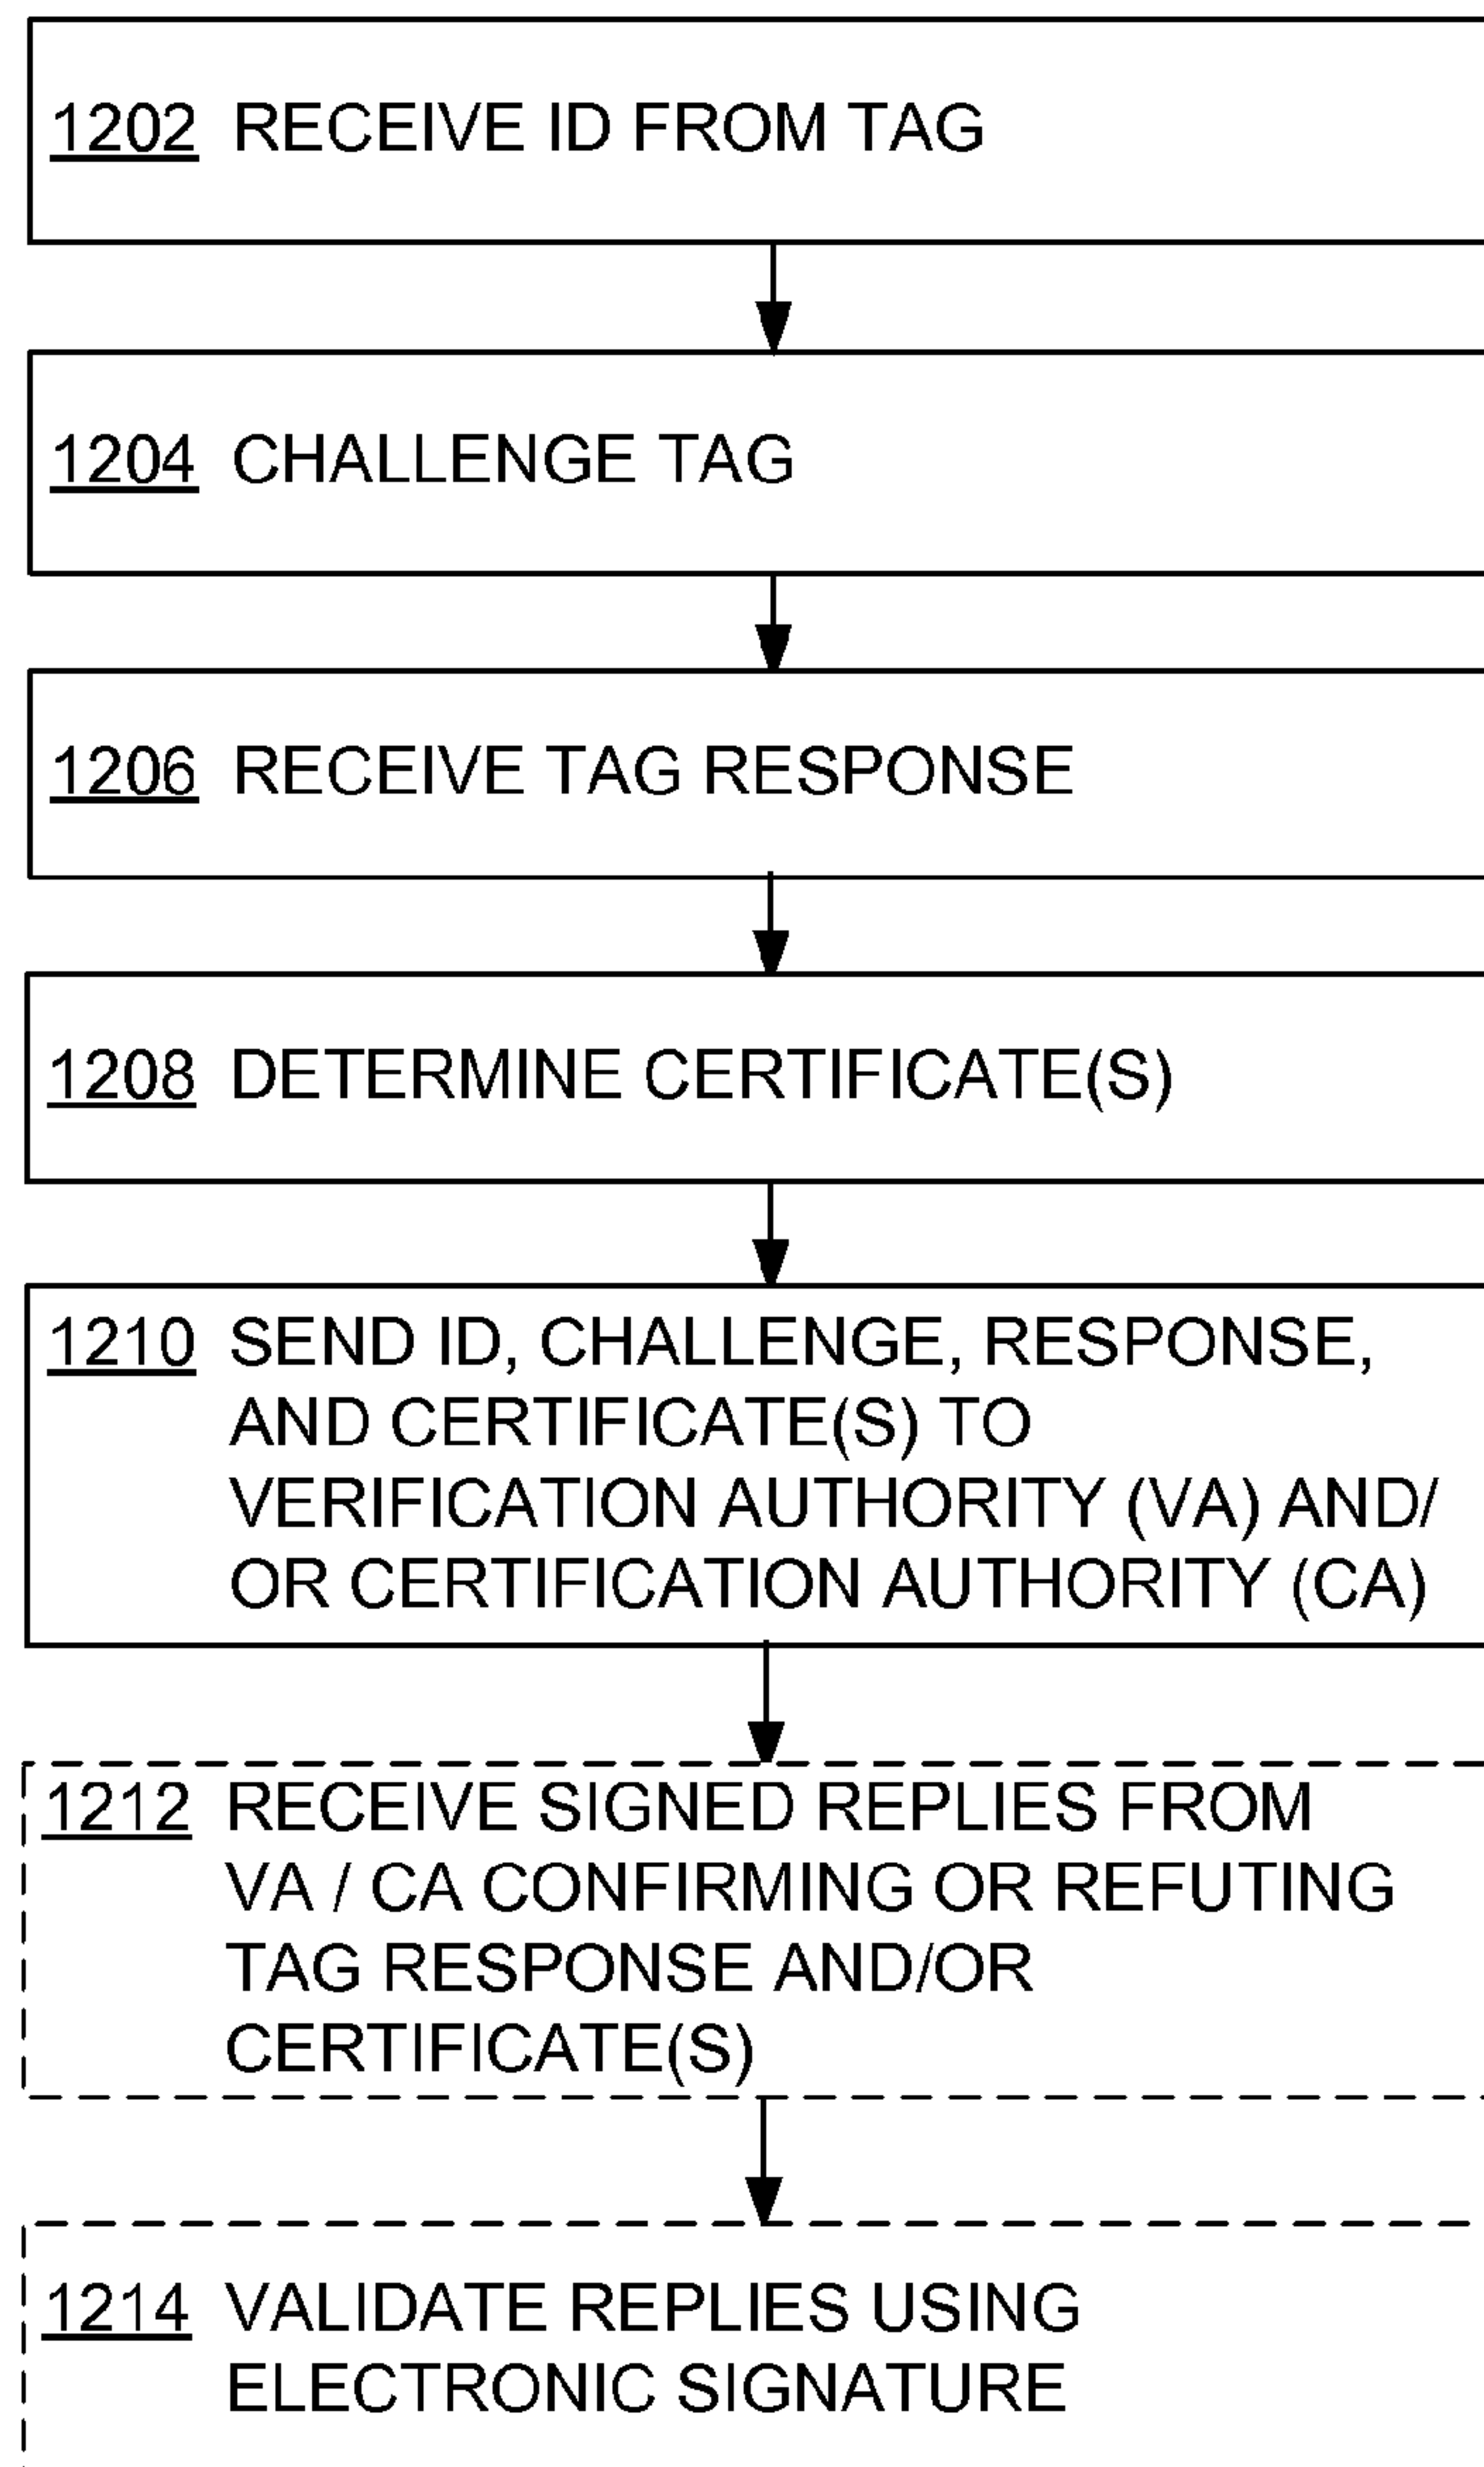 1202 RECEIVE ID FROM TAG
1204 CHALLENGE TAG
1206 RECEIVE TAG RESPONSE
1208 DETERMINE CERTIFICATE(S)
1210 SEND ID, CHALLENGE, RESPONSE,
AND CERTIFICATE(S) TO
VERIFICATION AUTHORITY (VA) AND/
OR CERTIFICATION AUTHORITY (CA)
1212 RECEIVE SIGNED REPLIES FROM
VA / CA CONFIRMING OR REFUTING
TAG RESPONSE AND/OR
CERTIFICATE(S)
1214 VALIDATE REPLIES USING
ELECTRONIC SIGNATURE